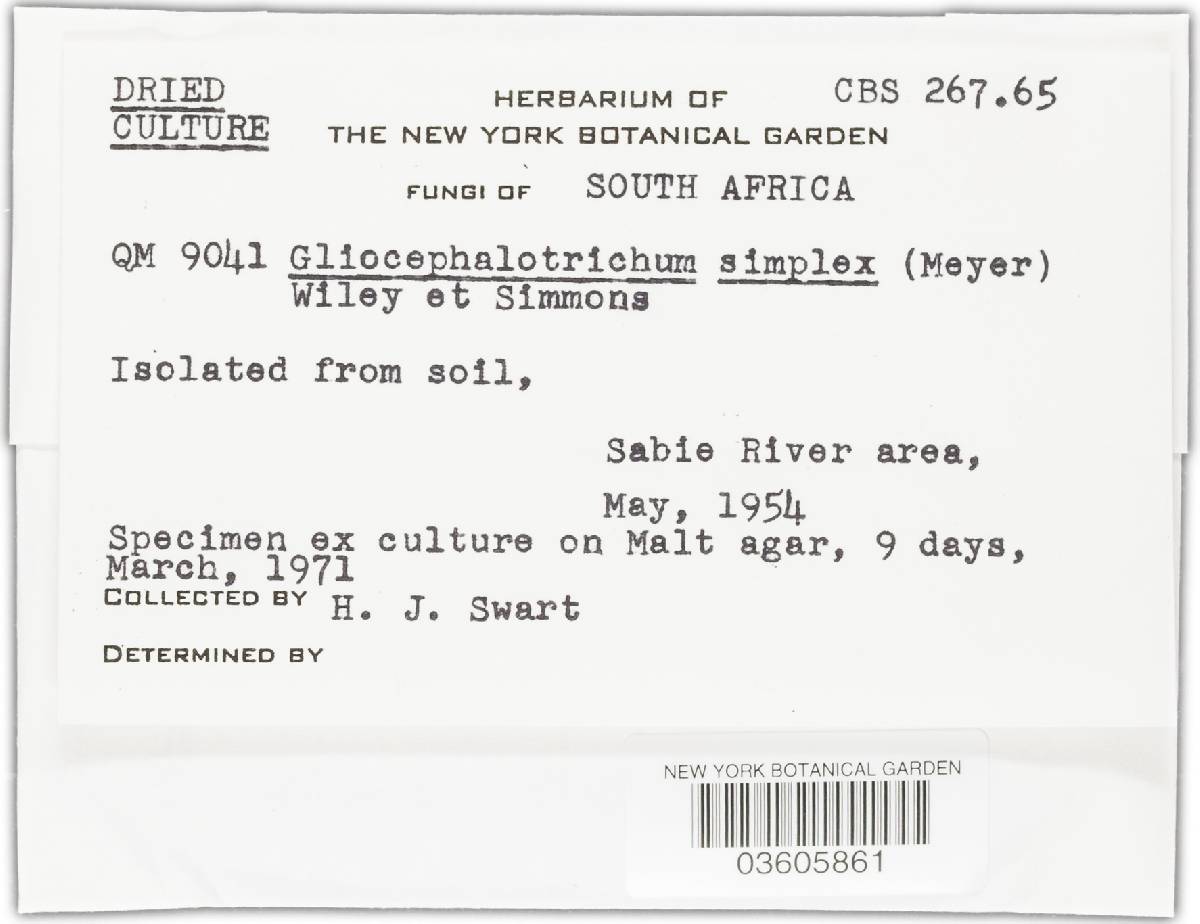 DRIED
CULTURE
HERBARIUM OF
CBS 267.65
THE NEW YORK BOTANICAL GARDEN
FUNGI OF SOUTH AFRICA
QM 9041 Gliocephalotrichum simplex (Meyer)
Wiley et Simmons
Isolated from soil,
Sabie River area,
May, 1954
Specimen ex culture on Malt agar, 9 days,
March, 1971
COLLECTED BY H. J. Swart
DETERMINED BY
NEW YORK BOTANICAL GARDEN
03605861